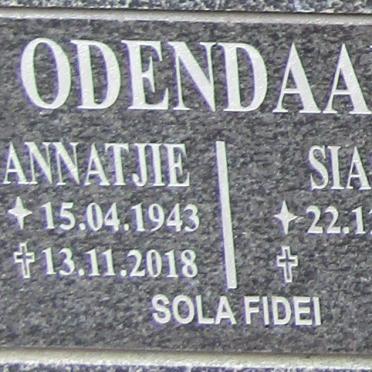 ODENDAA
ANNATJIE SIA
15.04.1943 22.1
13.11.2018
SOLA FIDEI